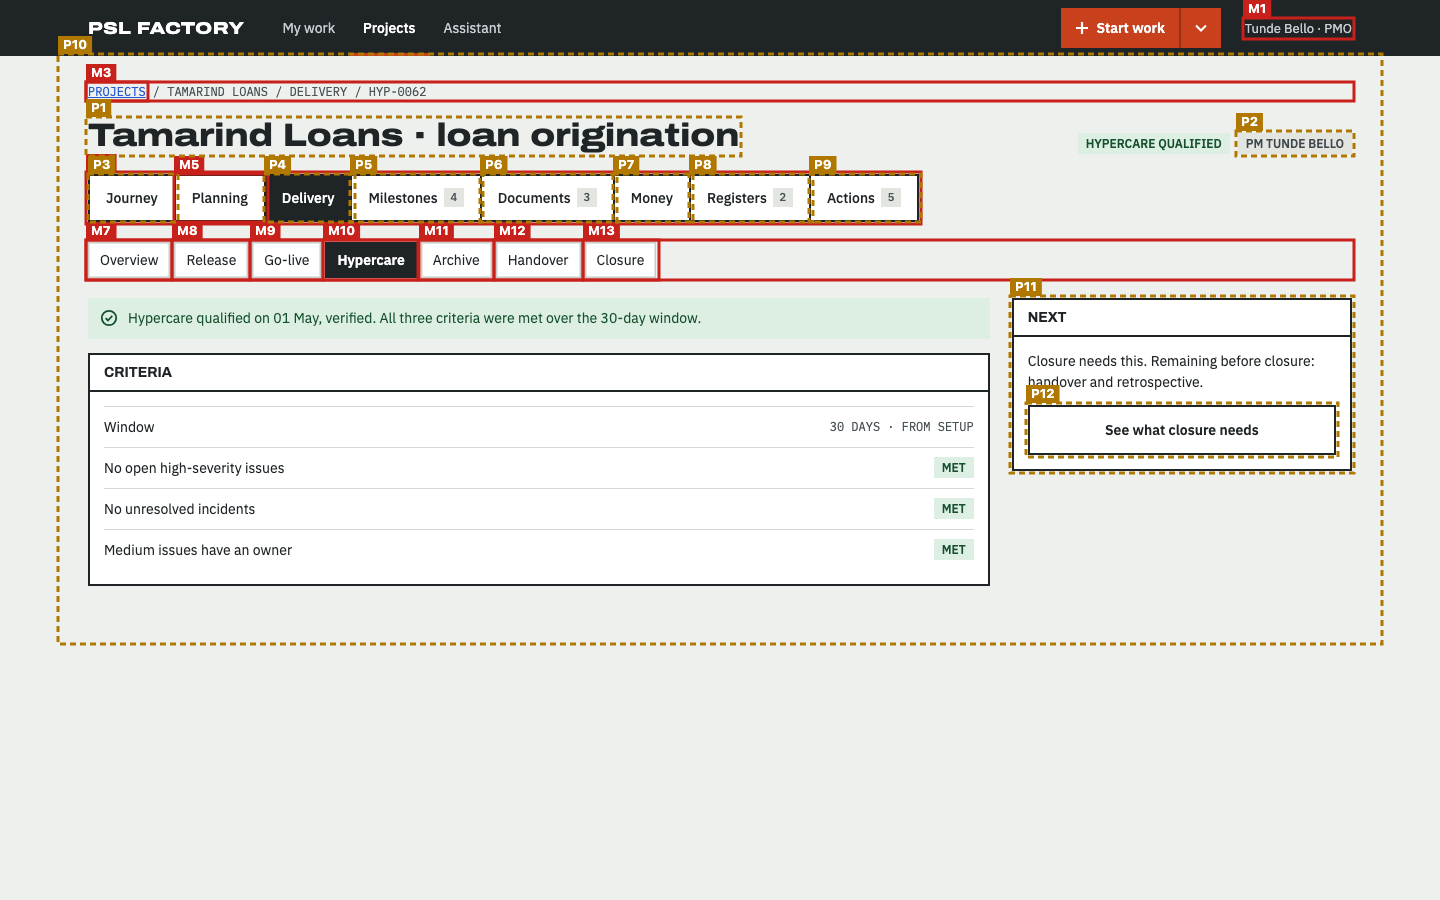 PSL FACTORY My work Projects Assistant + Start work M1 Tunde Bello · PMO
P10
M3
PROJECTS / TAMARIND LOANS / DELIVERY / HYP-0062
P1
Tamarind Loans · loan origination
HYPERCARE QUALIFIED P2 PM TUNDE BELLO
P3 M5 P4 P5 P6 P7 P8 P9
Journey Planning Delivery Milestones 4 Documents 3 Money Registers 2 Actions 5
M7 M8 M9 M10 M11 M12 M13
Overview Release Go-live Hypercare Archive Handover Closure
Hypercare qualified on 01 May, verified. All three criteria were met over the 30-day window.
CRITERIA
Window 30 DAYS · FROM SETUP
No open high-severity issues MET
No unresolved incidents MET
Medium issues have an owner MET
P11
NEXT
Closure needs this. Remaining before closure:
handover and retrospective.
P12
See what closure needs